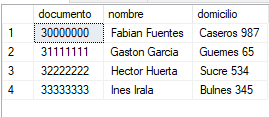 documento nombre domicilio
1 30000000 Fabian Fuentes Caseros 987
2 31111111 Gaston Garcia Guemes 65
3 32222222 Hector Huerta Sucre 534
4 33333333 Ines Irala Bulnes 345